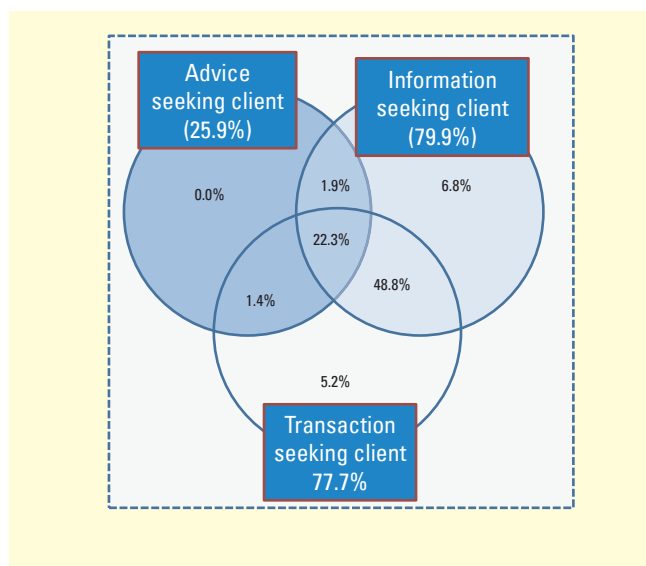 Advice
seeking client
(25.9%)
Information
seeking client
(79.9%)
0.0%
1.9%
6.8%
22.3%
48.8%
1.4%
5.2%
Transaction
seeking client
77.7%